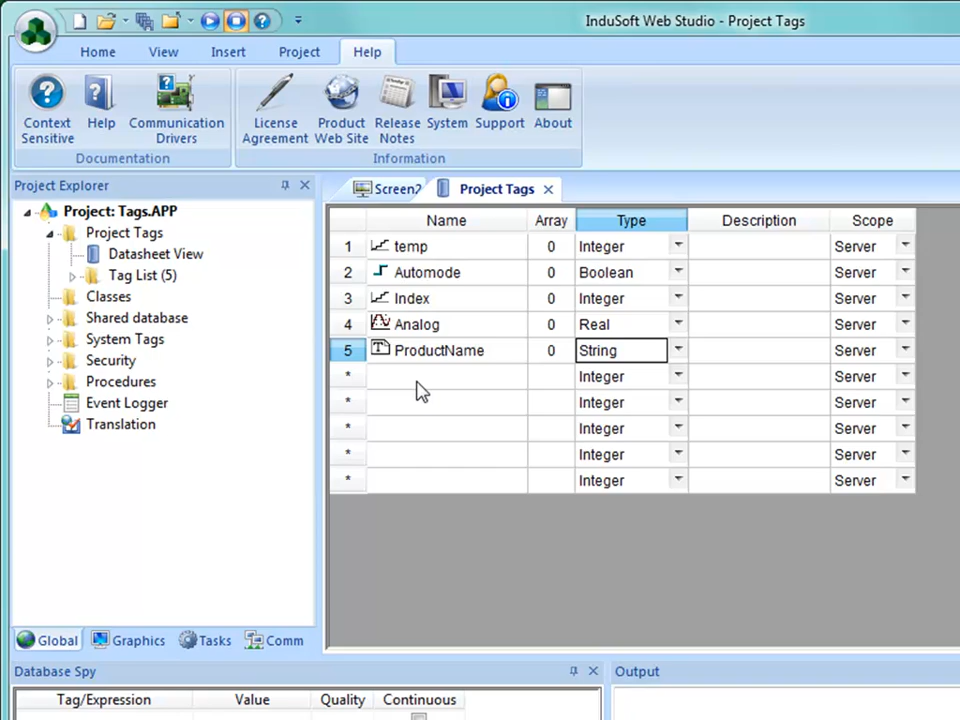 InduSoft Web Studio - Project Tags
Home View Insert Project Help
Context Sensitive
Help
Communication Drivers
License Agreement
Product Web Site
Release Notes
System
Support
About
Documentation
Information
Project Explorer
Screen2
Project Tags
Project: Tags.APP
Project Tags
Datasheet View
Tag List (5)
Classes
Shared database
System Tags
Security
Procedures
Event Logger
Translation
Name Array Type Description Scope
1 temp 0 Integer Server
2 Automode 0 Boolean Server
3 Index 0 Integer Server
4 Analog 0 Real Server
5 ProductName 0 String Server
* Integer Server
* Integer Server
* Integer Server
* Integer Server
* Integer Server
Global Graphics Tasks Comm
Database Spy
Tag/Expression Value Quality Continuous
Output